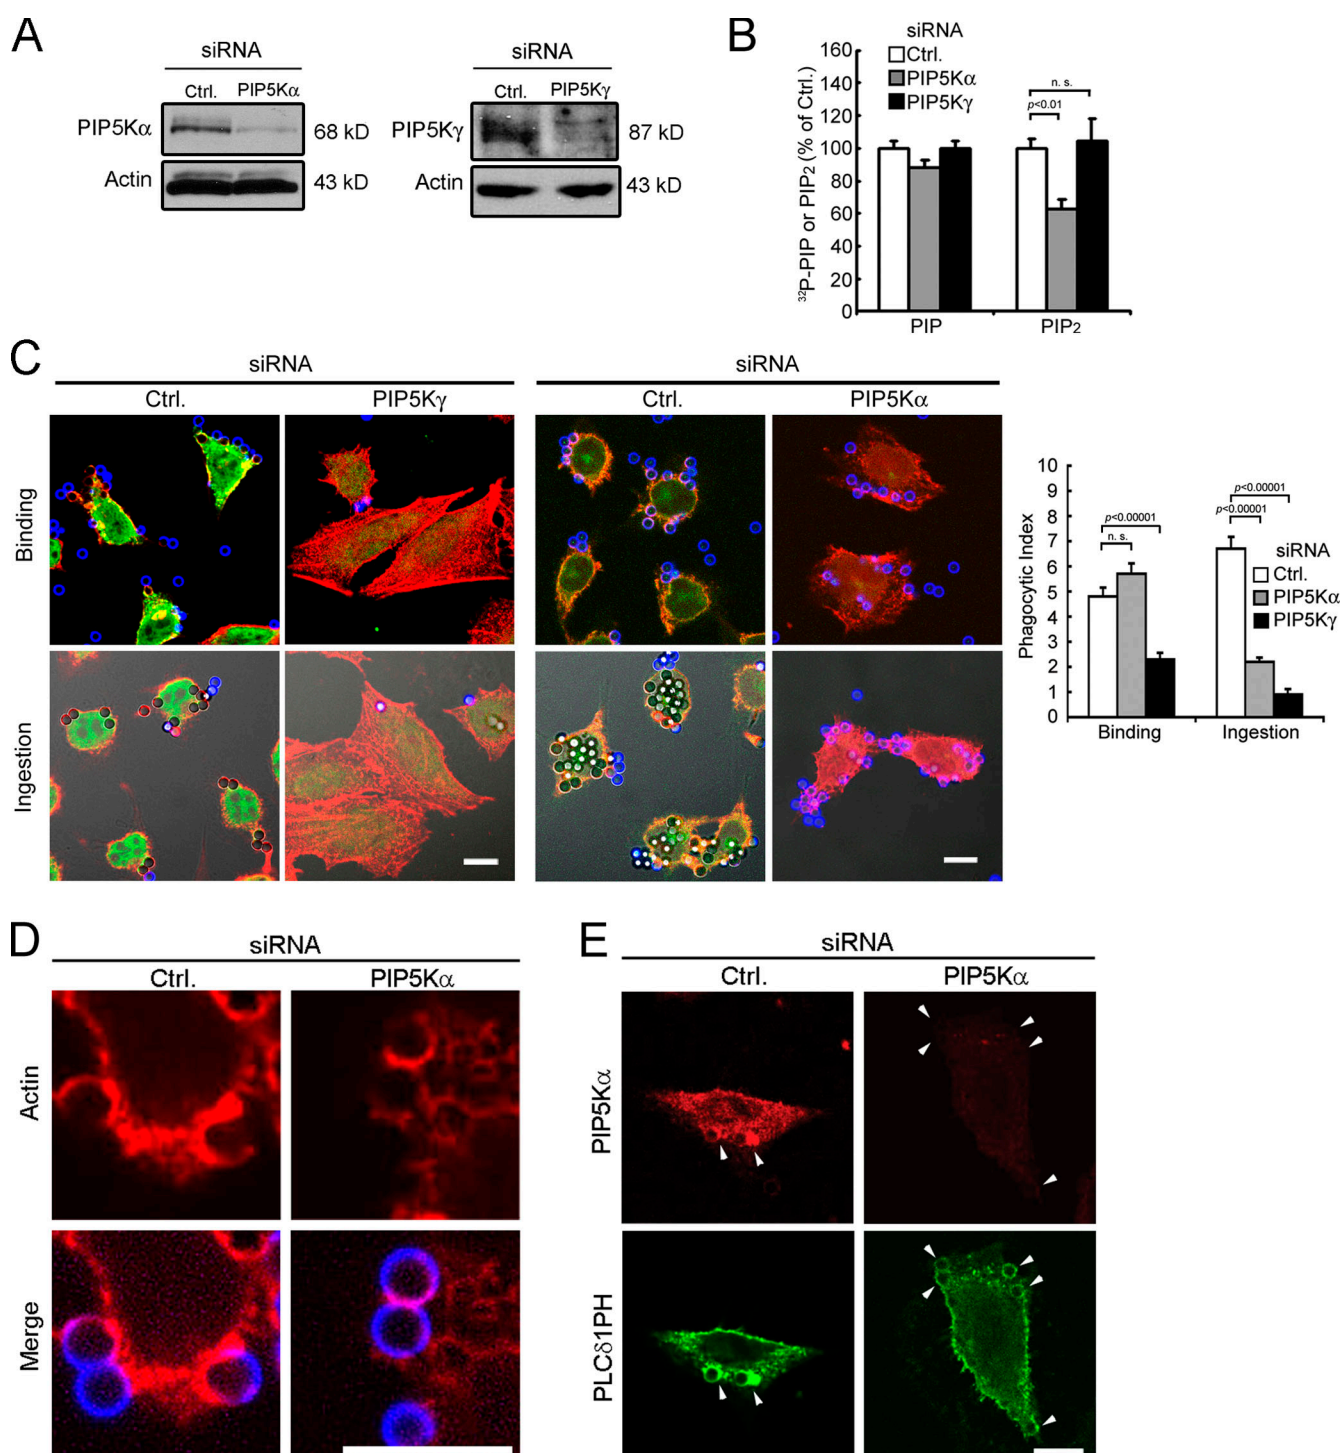 A
siRNA
Ctrl. PIP5Kα
PIP5Kα 68 kD
Actin 43 kD
siRNA
Ctrl. PIP5Kγ
PIP5Kγ 87 kD
Actin 43 kD
B
siRNA
Ctrl.
PIP5Kα
PIP5Kγ
³²P-PIP or PIP₂ (% of Ctrl.)
160
140
120
100
80
60
40
20
0
n. s.
p<0.01
PIP PIP₂
C
siRNA
Ctrl. PIP5Kγ
siRNA
Ctrl. PIP5Kα
Binding
Ingestion
Phagocytic Index
10
9
8
7
6
5
4
3
2
1
0
p<0.00001
n. s.
p<0.00001
p<0.00001
siRNA
Ctrl.
PIP5Kα
PIP5Kγ
Binding Ingestion
D
siRNA
Ctrl. PIP5Kα
Actin
Merge
E
siRNA
Ctrl. PIP5Kα
PIP5Kα
PLCδ1PH